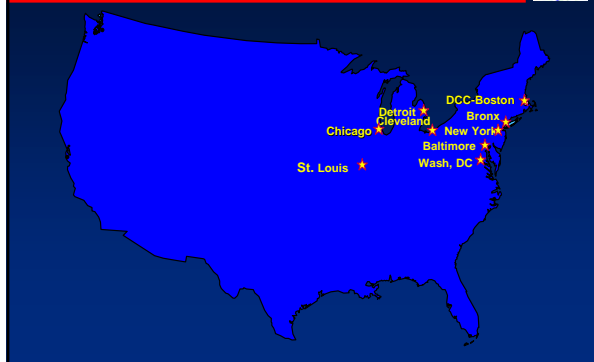 DCC-Boston
Bronx
Detroit
Cleveland
Chicago
New York
Baltimore
Wash, DC
St. Louis